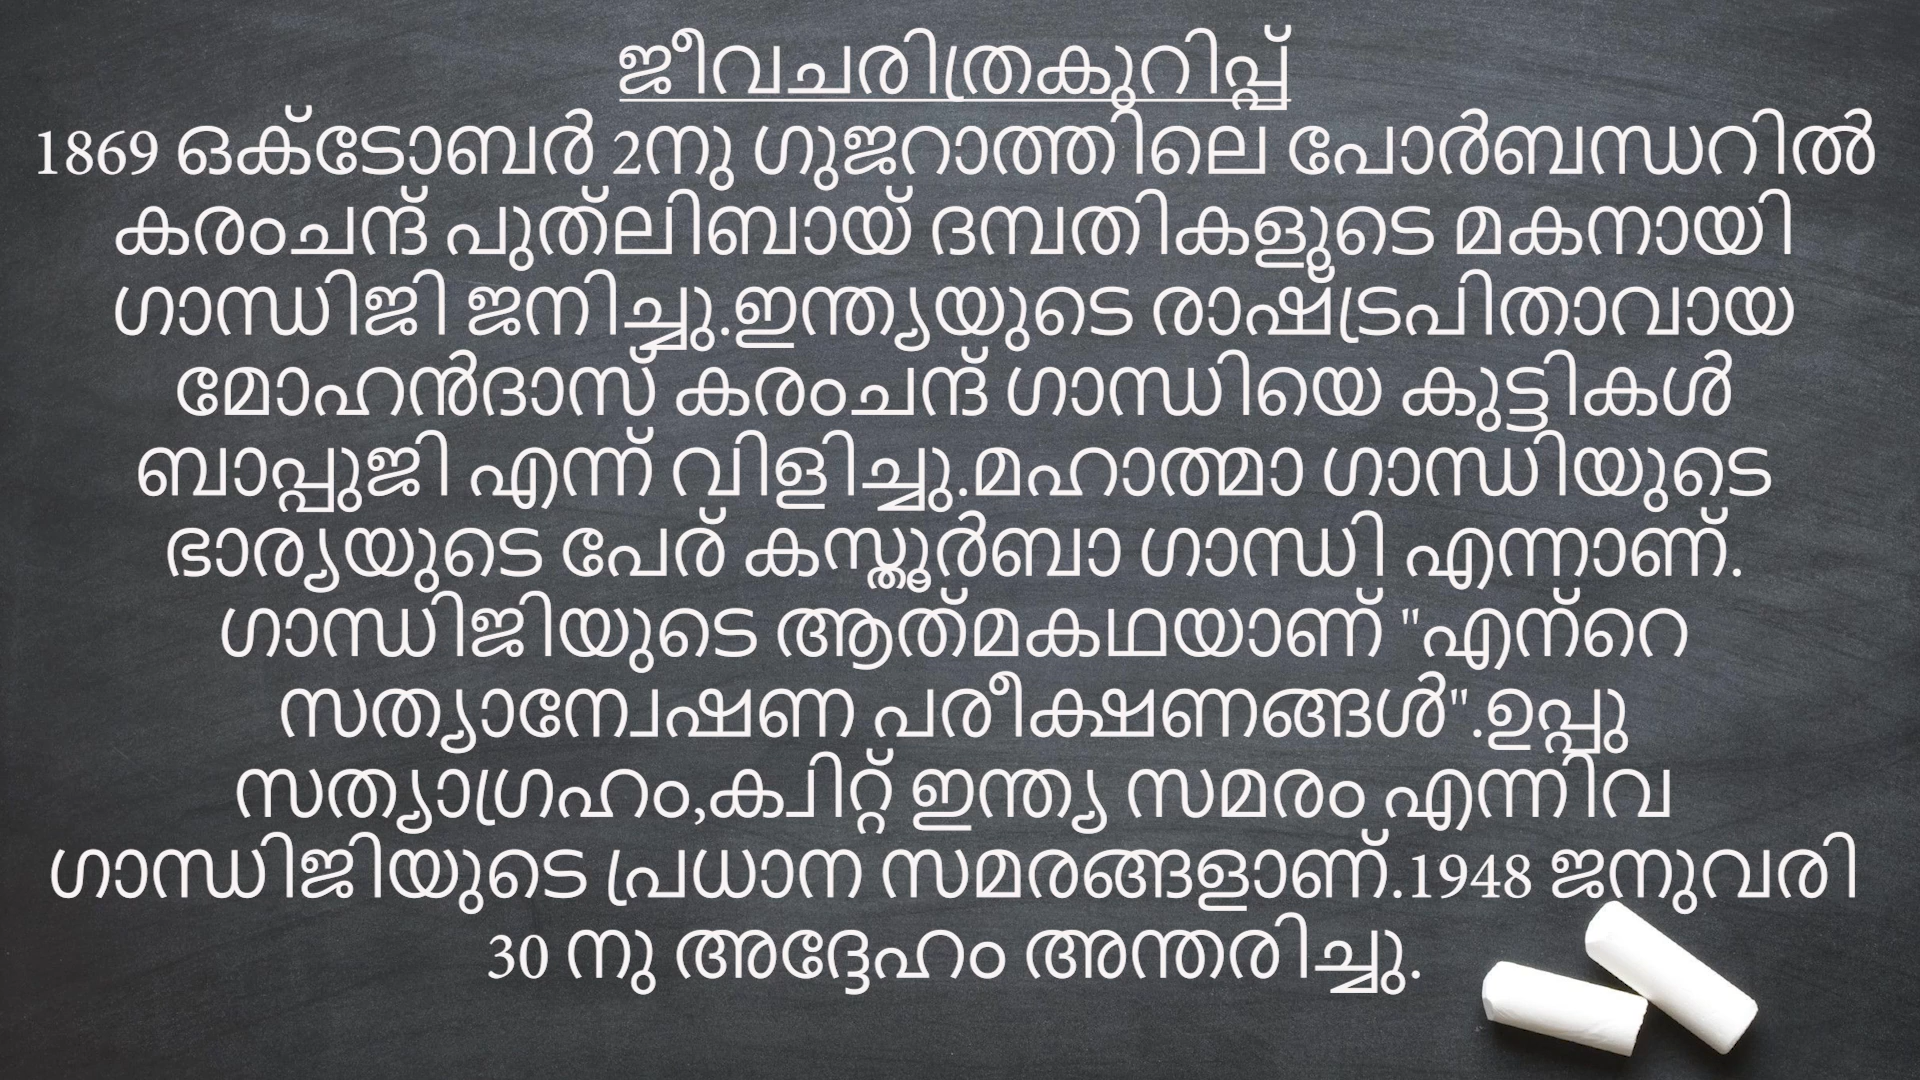 ജീവചരിത്രകുറിപ്പ്
1869 ഒക്ടോബർ 2നു ഗുജറാത്തിലെ പോർബന്ധറിൽ
കരംചന്ദ് പുത്‌ലിബായ് ദമ്പതികളുടെ മകനായി
ഗാന്ധിജി ജനിച്ചു.ഇന്ത്യയുടെ രാഷ്ട്രപിതാവായ
മോഹൻദാസ് കരംചന്ദ് ഗാന്ധിയെ കുട്ടികൾ
ബാപ്പുജി എന്ന് വിളിച്ചു.മഹാത്മാ ഗാന്ധിയുടെ
ഭാര്യയുടെ പേര് കസ്തൂർബാ ഗാന്ധി എന്നാണ്.
ഗാന്ധിജിയുടെ ആത്‌മകഥയാണ് "എന്‌റെ
സത്യാന്വേഷണ പരീക്ഷണങ്ങൾ".ഉപ്പു
സത്യാഗ്രഹം,ക്വിറ്റ് ഇന്ത്യ സമരം എന്നിവ
ഗാന്ധിജിയുടെ പ്രധാന സമരങ്ങളാണ്.1948 ജനുവരി
30 നു അദ്ദേഹം അന്തരിച്ചു.